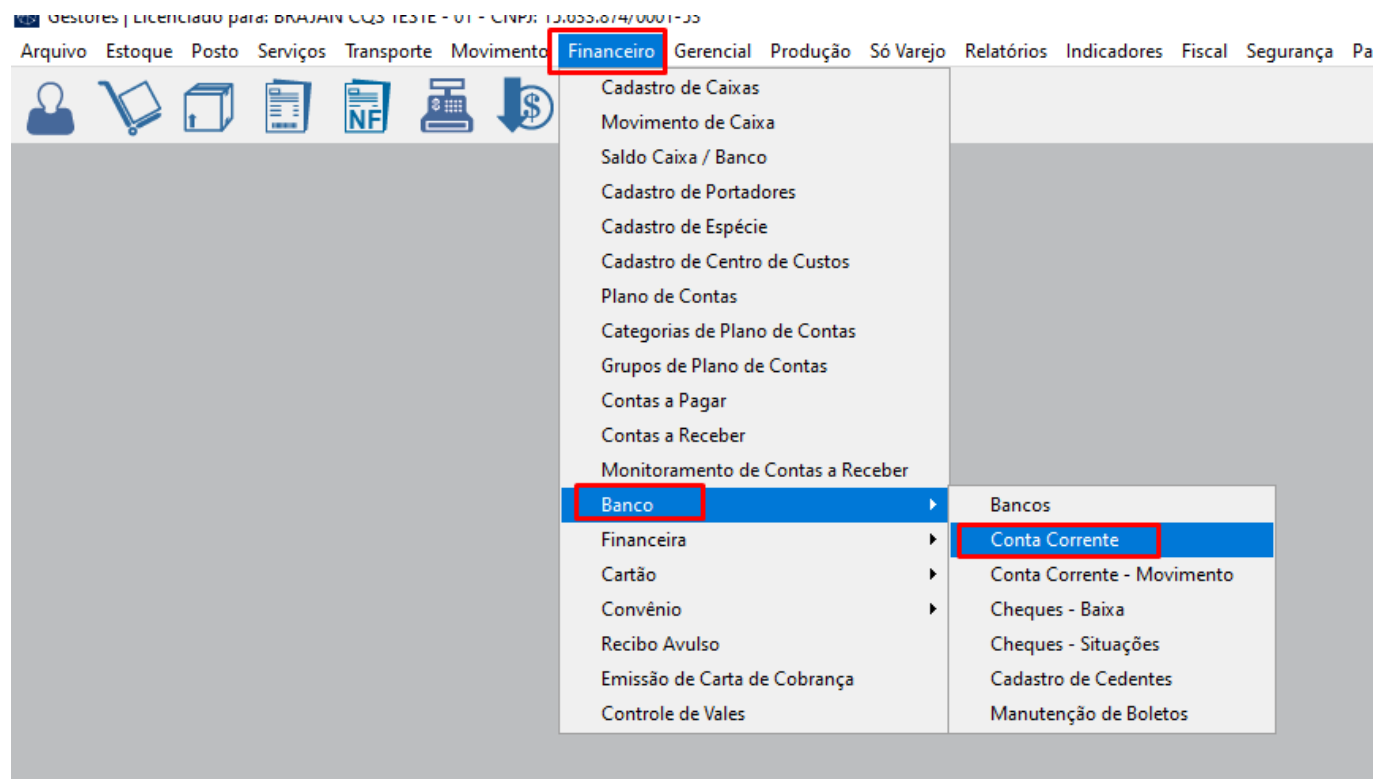 Gestores | Licenciado para: BRAJAN CQS TESTE - 01 - CNPJ: 15.655.874/0001-53
Arquivo Estoque Posto Serviços Transporte Movimento Financeiro Gerencial Produção Só Varejo Relatórios Indicadores Fiscal Segurança Pa
NF
Cadastro de Caixas
Movimento de Caixa
Saldo Caixa / Banco
Cadastro de Portadores
Cadastro de Espécie
Cadastro de Centro de Custos
Plano de Contas
Categorias de Plano de Contas
Grupos de Plano de Contas
Contas a Pagar
Contas a Receber
Monitoramento de Contas a Receber
Banco
Financeira
Cartão
Convênio
Recibo Avulso
Emissão de Carta de Cobrança
Controle de Vales
Bancos
Conta Corrente
Conta Corrente - Movimento
Cheques - Baixa
Cheques - Situações
Cadastro de Cedentes
Manutenção de Boletos